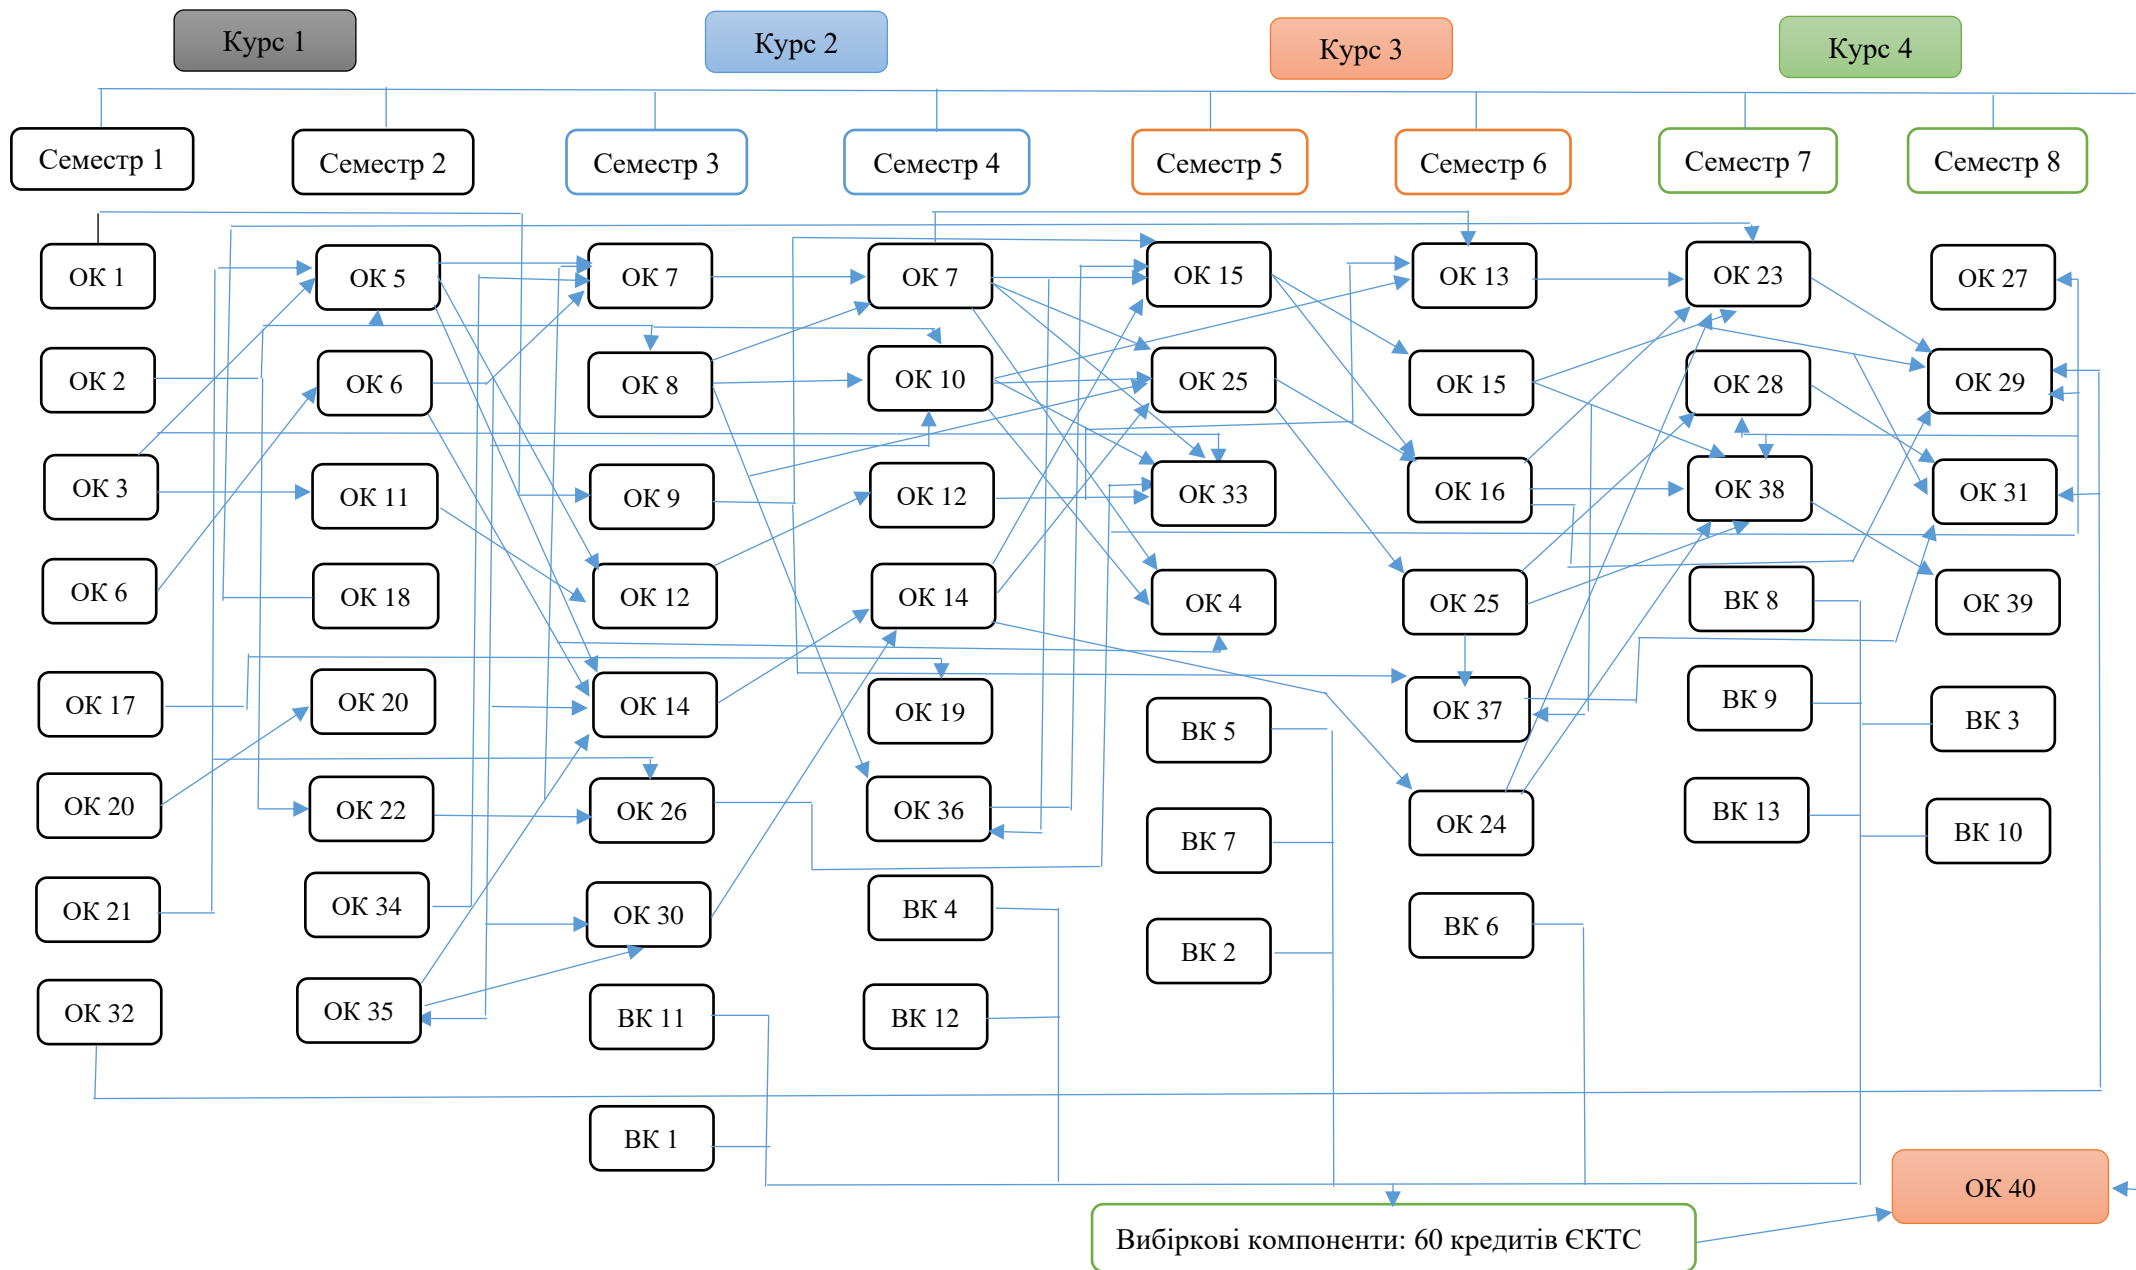 Курс 1
Курс 2
Курс 3
Курс 4
Семестр 1
Семестр 2
Семестр 3
Семестр 4
Семестр 5
Семестр 6
Семестр 7
Семестр 8
ОК 1
ОК 5
ОК 7
ОК 7
ОК 15
ОК 13
ОК 23
ОК 27
ОК 2
ОК 6
ОК 8
ОК 10
ОК 25
ОК 15
ОК 28
ОК 29
ОК 3
ОК 11
ОК 9
ОК 12
ОК 33
ОК 16
ОК 38
ОК 31
ОК 6
ОК 18
ОК 12
ОК 14
ОК 4
ОК 25
ВК 8
ОК 39
ОК 17
ОК 20
ОК 14
ОК 19
ВК 5
ОК 37
ВК 9
ВК 3
ОК 20
ОК 22
ОК 26
ОК 36
ВК 7
ОК 24
ВК 13
ВК 10
ОК 21
ОК 34
ОК 30
ВК 4
ВК 2
ВК 6
ОК 32
ОК 35
ВК 11
ВК 12
ВК 1
ОК 40
Вибіркові компоненти: 60 кредитів ЄКТС